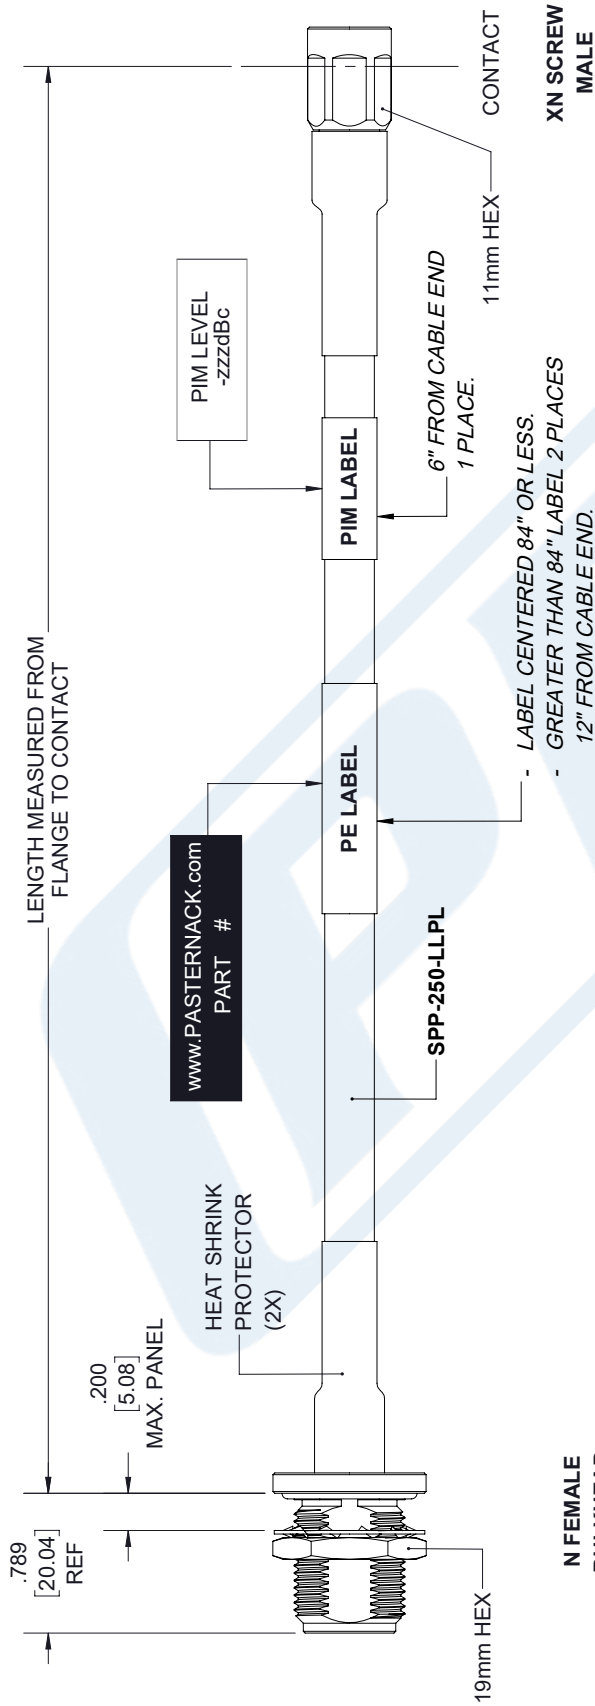 LENGTH MEASURED FROM
FLANGE TO CONTACT
.789
[20.04]
REF
.200
[5.08]
MAX. PANEL
HEAT SHRINK
PROTECTOR
(2X)
www.PASTERNACK.com
PART #
PIM LEVEL
-zzzdBc
PE LABEL
PIM LABEL
SPP-250-LLPL
6" FROM CABLE END
1 PLACE.
- LABEL CENTERED 84" OR LESS.
- GREATER THAN 84" LABEL 2 PLACES
12" FROM CABLE END.
19mm HEX
11mm HEX
CONTACT
N FEMALE
XN SCREW
MALE